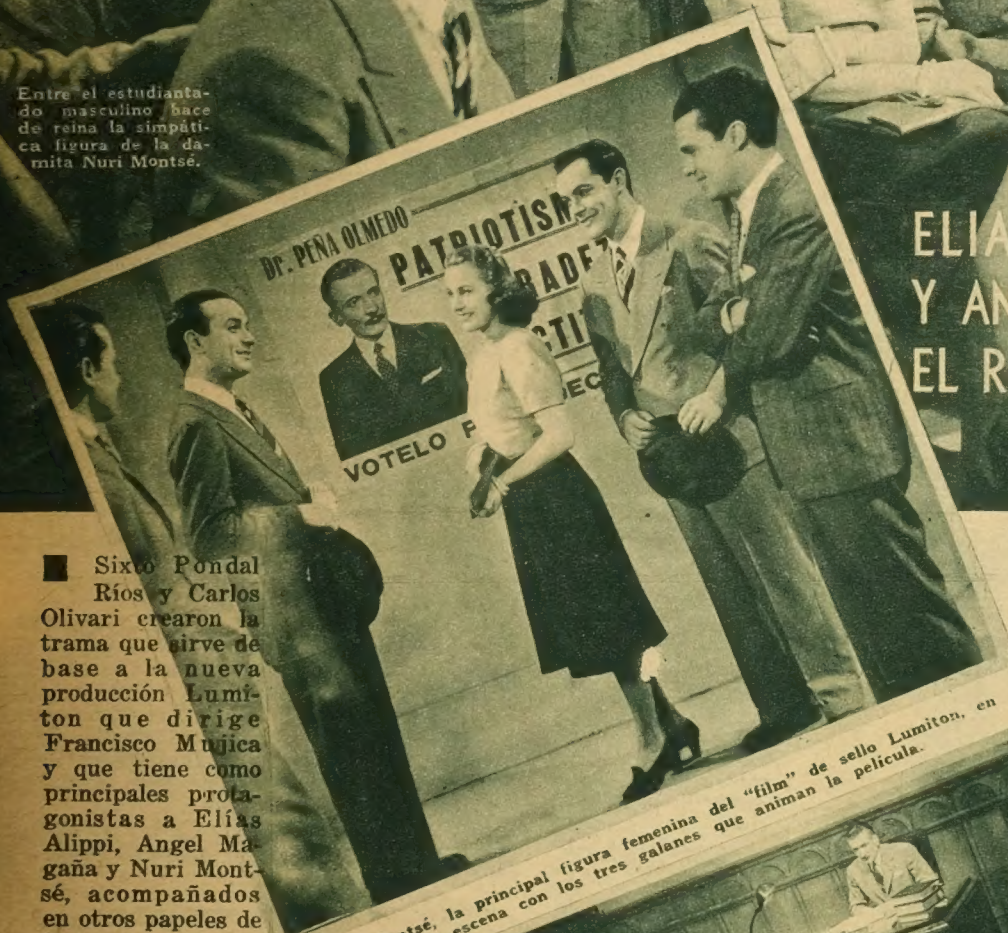 Entre el estudianta-
do masculino hace
de reina la simpáti-
ca figura de la da-
mita Nuri Montsé.
Dr. PEÑA OLMEDO
PATRIOTISM
RADEZ
CTI
VOTELO P DEC
ELIA
Y AN
EL R
Sixto Pondal
Ríos y Carlos
Olivari crearon la
trama que sirve de
base a la nueva
producción Lumi-
ton que dirige
Francisco Mujica
y que tiene como
principales prota-
gonistas a Elías
Alippi, Angel Ma-
gaña y Nuri Mont-
sé, acompañados
en otros papeles de
tsé, la principal figura femenina del "film" de sello Lumiton, en
escena con los tres galanes que animan la película.